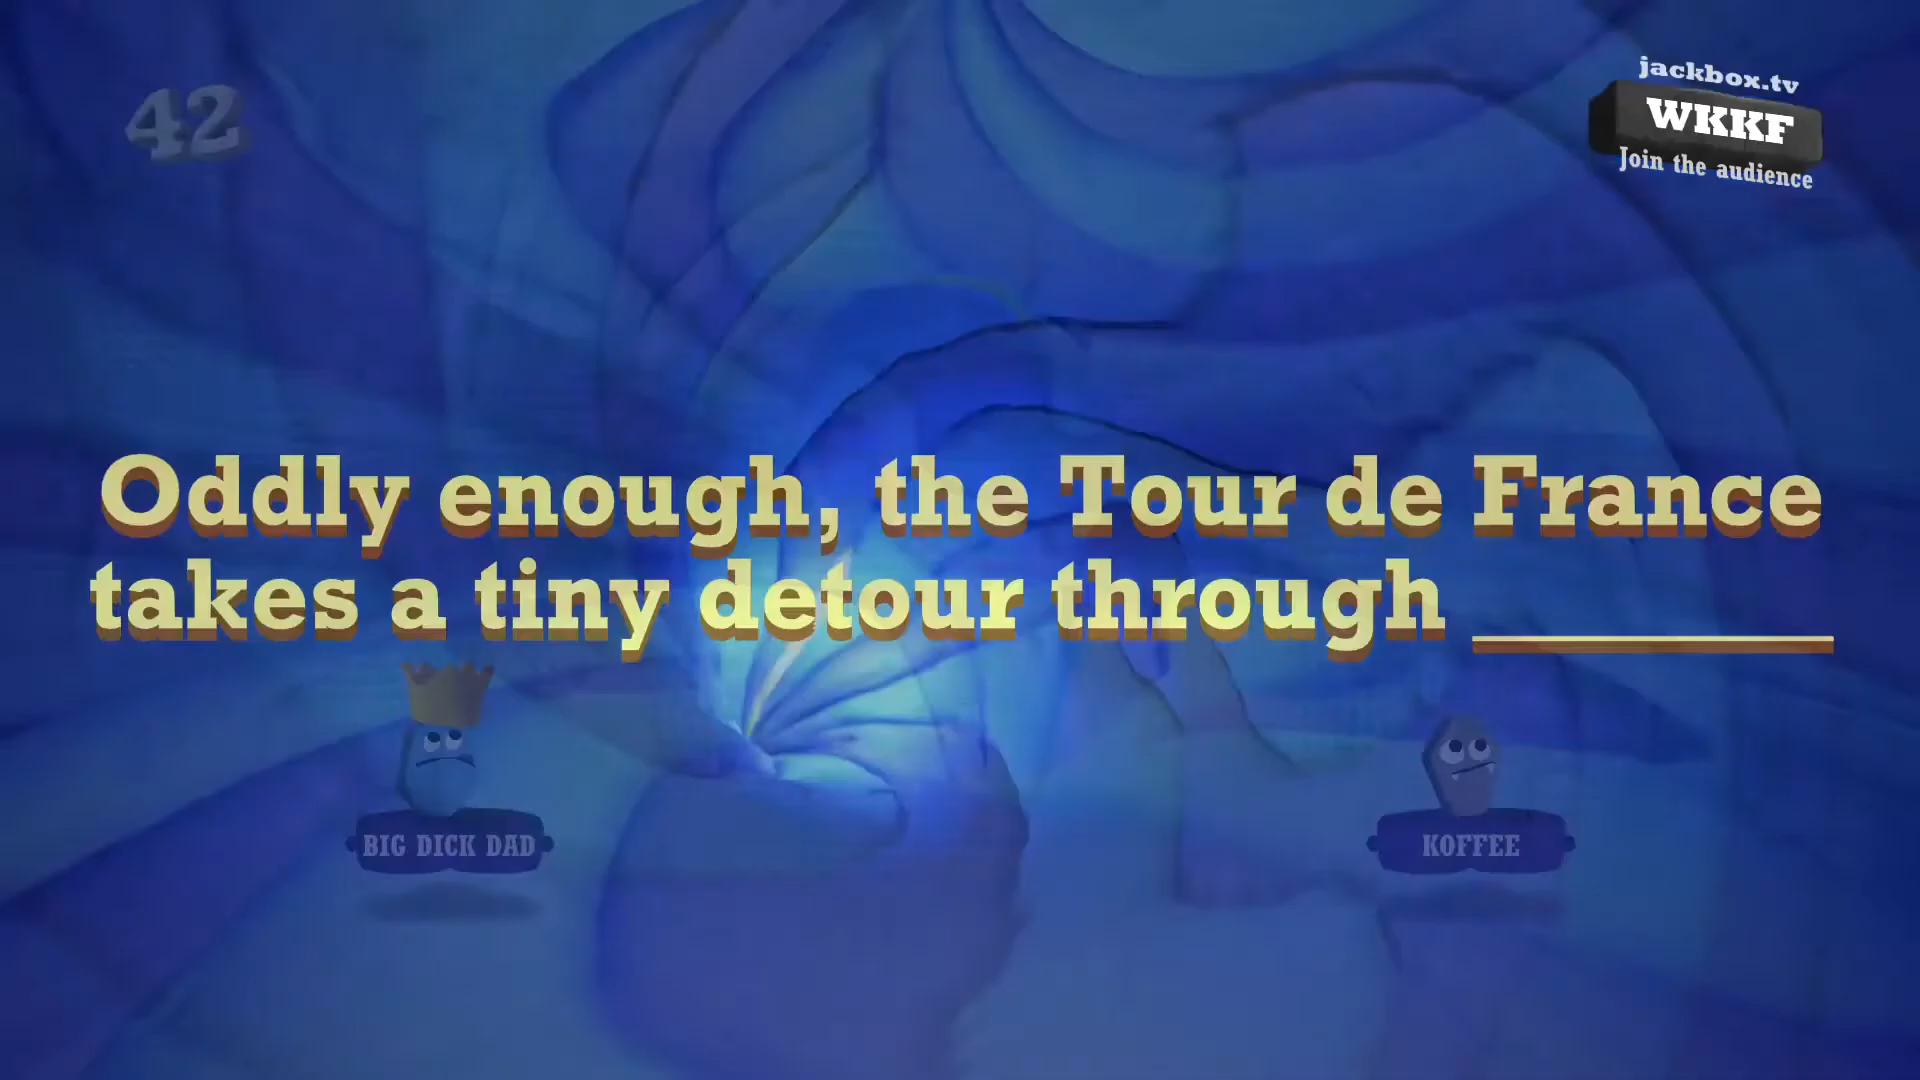 42
jackbox.tv
WKKF
Join the audience
Oddly enough, the Tour de France
takes a tiny detour through ________
BIG DICK DAD
KOFFEE